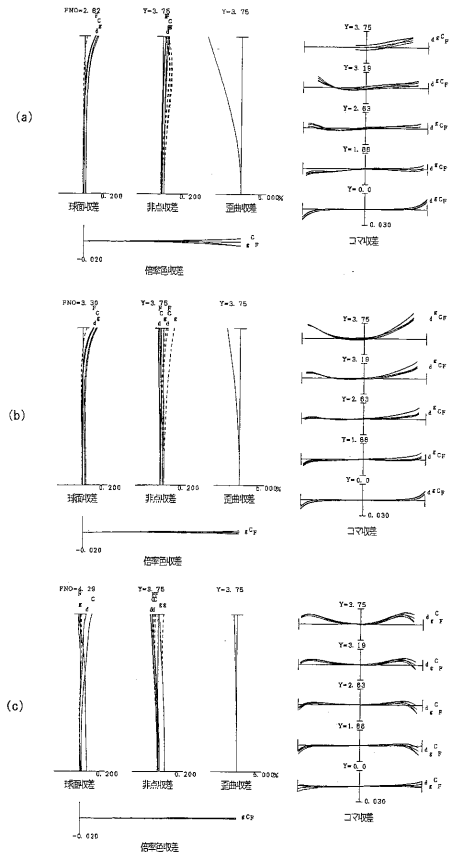 FNO=2.82 Y=3.75 Y=3.75
F
C
g
d
F
C
g
d
(a)
0.200 0.200 5.000%
球面収差 非点収差 歪曲収差
-0.020
C
g F
倍率色収差
Y=3.75
d g C F
Y=3.19
d g C F
Y=2.63
d g C F
Y=1.88
d g C F
Y=0.0
d g C F
0.030
コマ収差
FNO=3.30 Y=3.75 Y=3.75
F
C
g
d
(b)
0.200 0.200 5.000%
球面収差 非点収差 歪曲収差
-0.020
g C F
倍率色収差
Y=3.75
d g C F
Y=3.19
d g C F
Y=2.63
d g C F
Y=1.88
d g C F
Y=0.0
d g C F
0.030
コマ収差
FNO=4.29 Y=3.75 Y=3.75
F
C
g
d
(c)
0.200 0.200 5.000%
球面収差 非点収差 歪曲収差
-0.020
g C F
倍率色収差
Y=3.75
d g C F
Y=3.19
d g C F
Y=2.63
d g C F
Y=1.88
d g C F
Y=0.0
d g C F
0.030
コマ収差